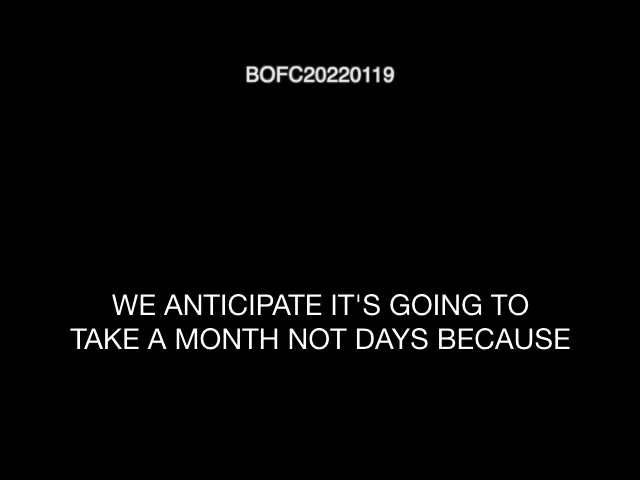 BOFC20220119
WE ANTICIPATE IT'S GOING TO
TAKE A MONTH NOT DAYS BECAUSE